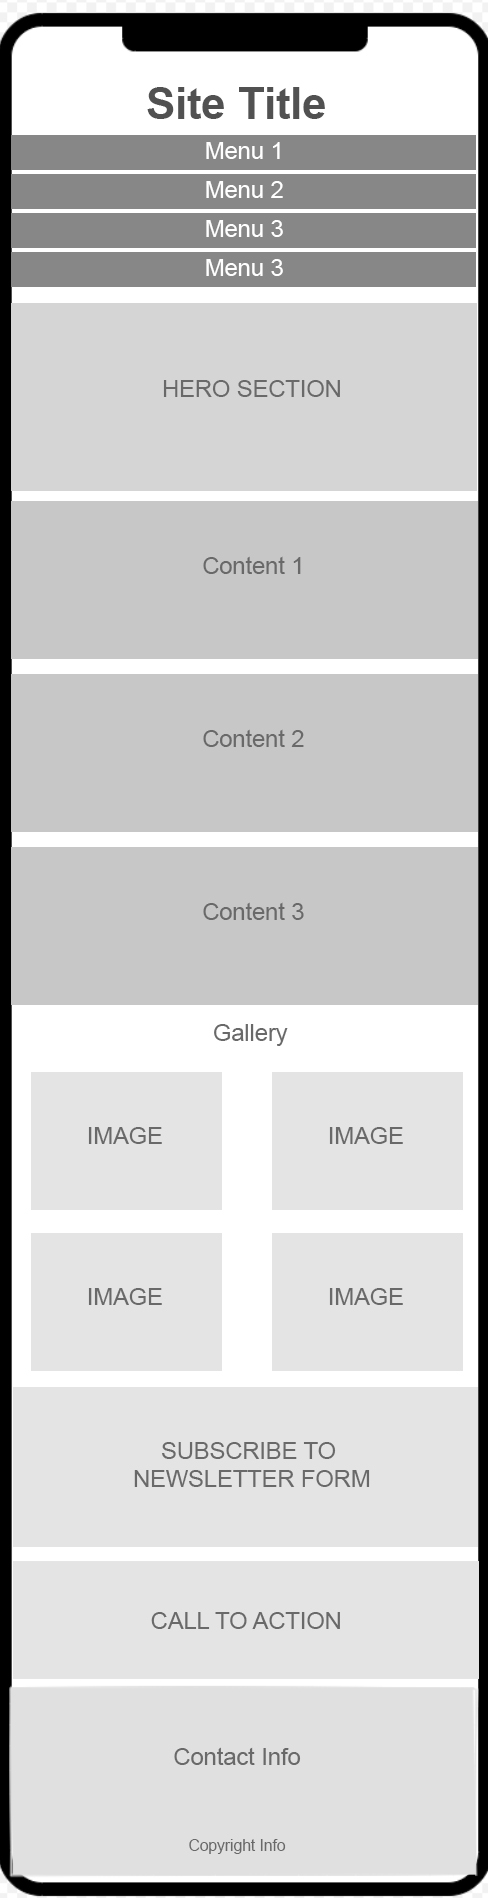 Site Title
Menu 1
Menu 2
Menu 3
Menu 3
HERO SECTION
Content 1
Content 2
Content 3
Gallery
IMAGE IMAGE
IMAGE IMAGE
SUBSCRIBE TO
NEWSLETTER FORM
CALL TO ACTION
Contact Info
Copyright Info